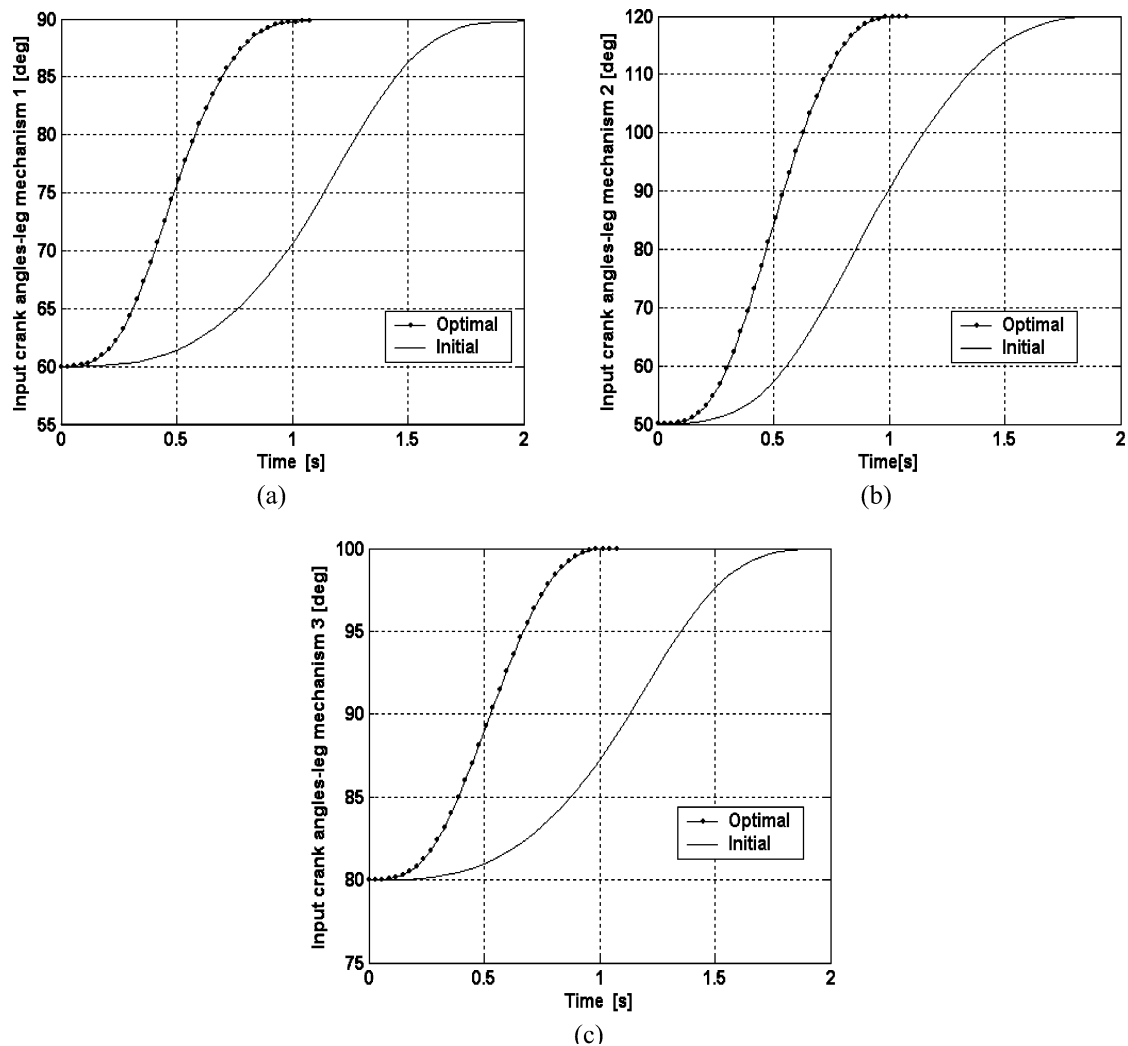 90
85
80
75
70
65
60
55
Input crank angles-leg mechanism 1 [deg]
Optimal
Initial
0 0.5 1 1.5 2
Time [s]
(a)
120
110
100
90
80
70
60
50
Input crank angles-leg mechanism 2 [deg]
Optimal
Initial
0 0.5 1 1.5 2
Time[s]
(b)
100
95
90
85
80
75
Input crank angles-leg mechanism 3 [deg]
Optimal
Initial
0 0.5 1 1.5 2
Time [s]
(c)